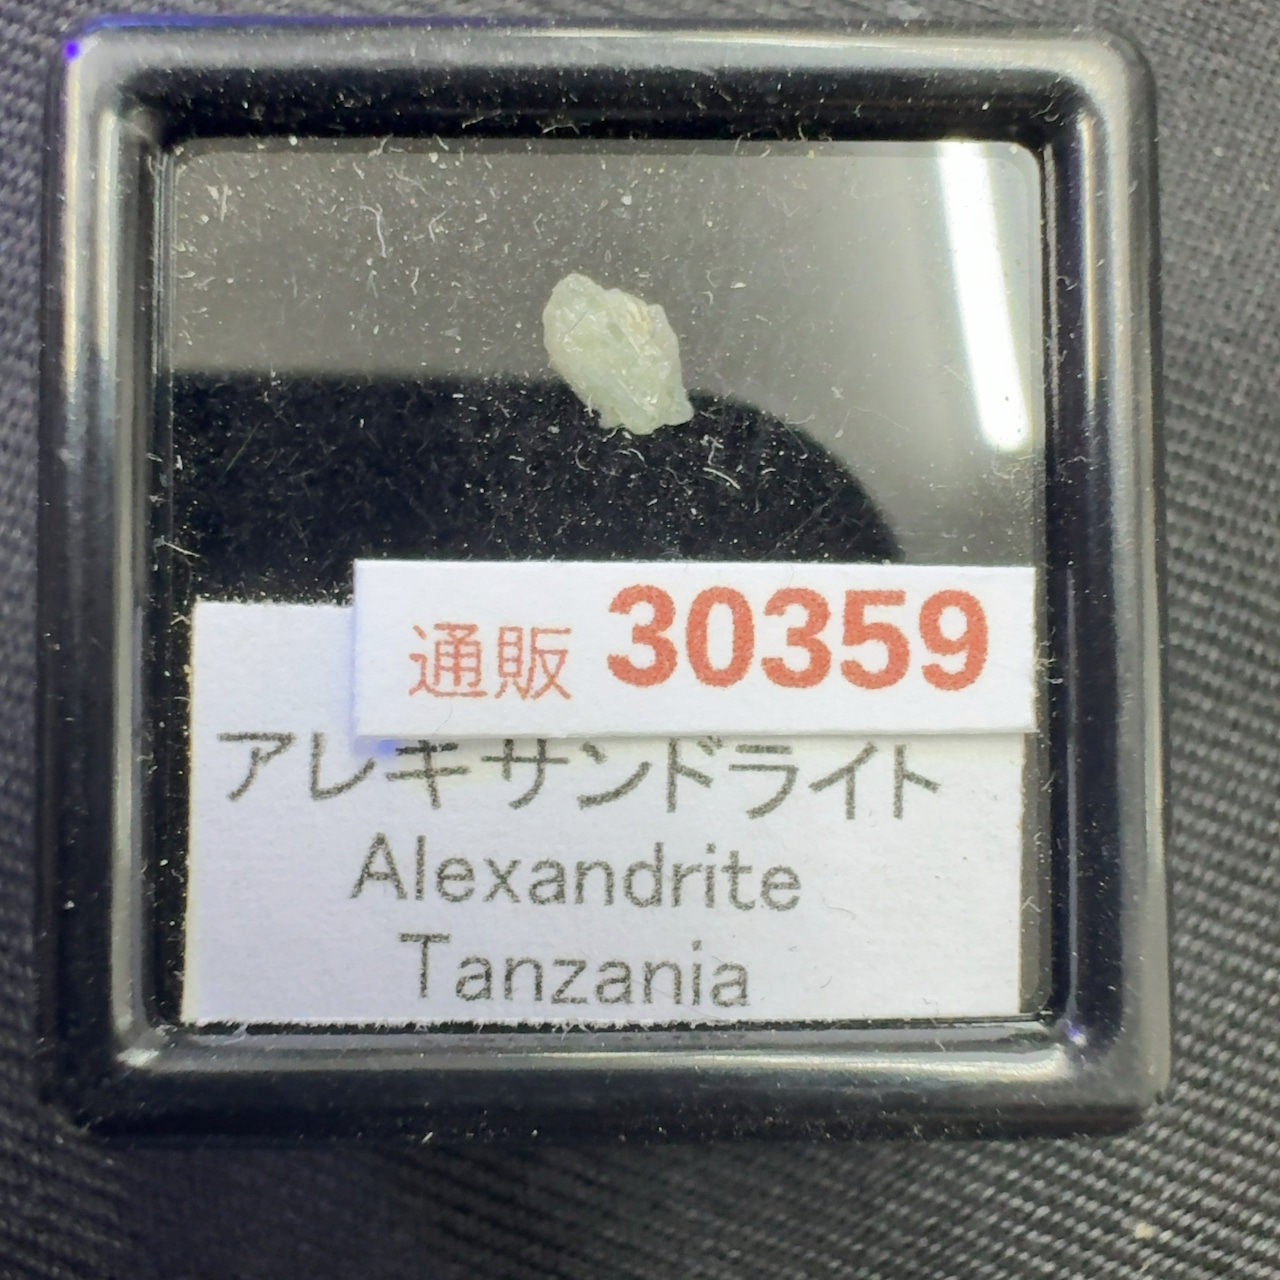 通販 30359
アレキサンドライト
Alexandrite
Tanzania